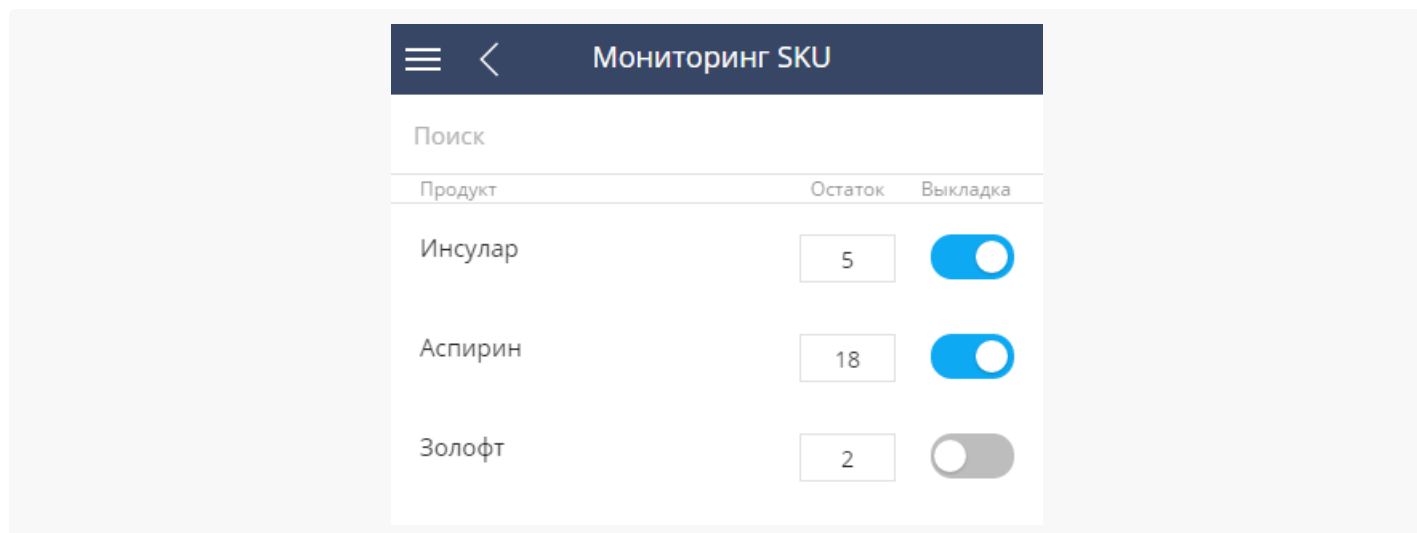 Мониторинг SKU
Поиск
Продукт Остаток Выкладка
Инсулар 5
Аспирин 18
Золофт 2